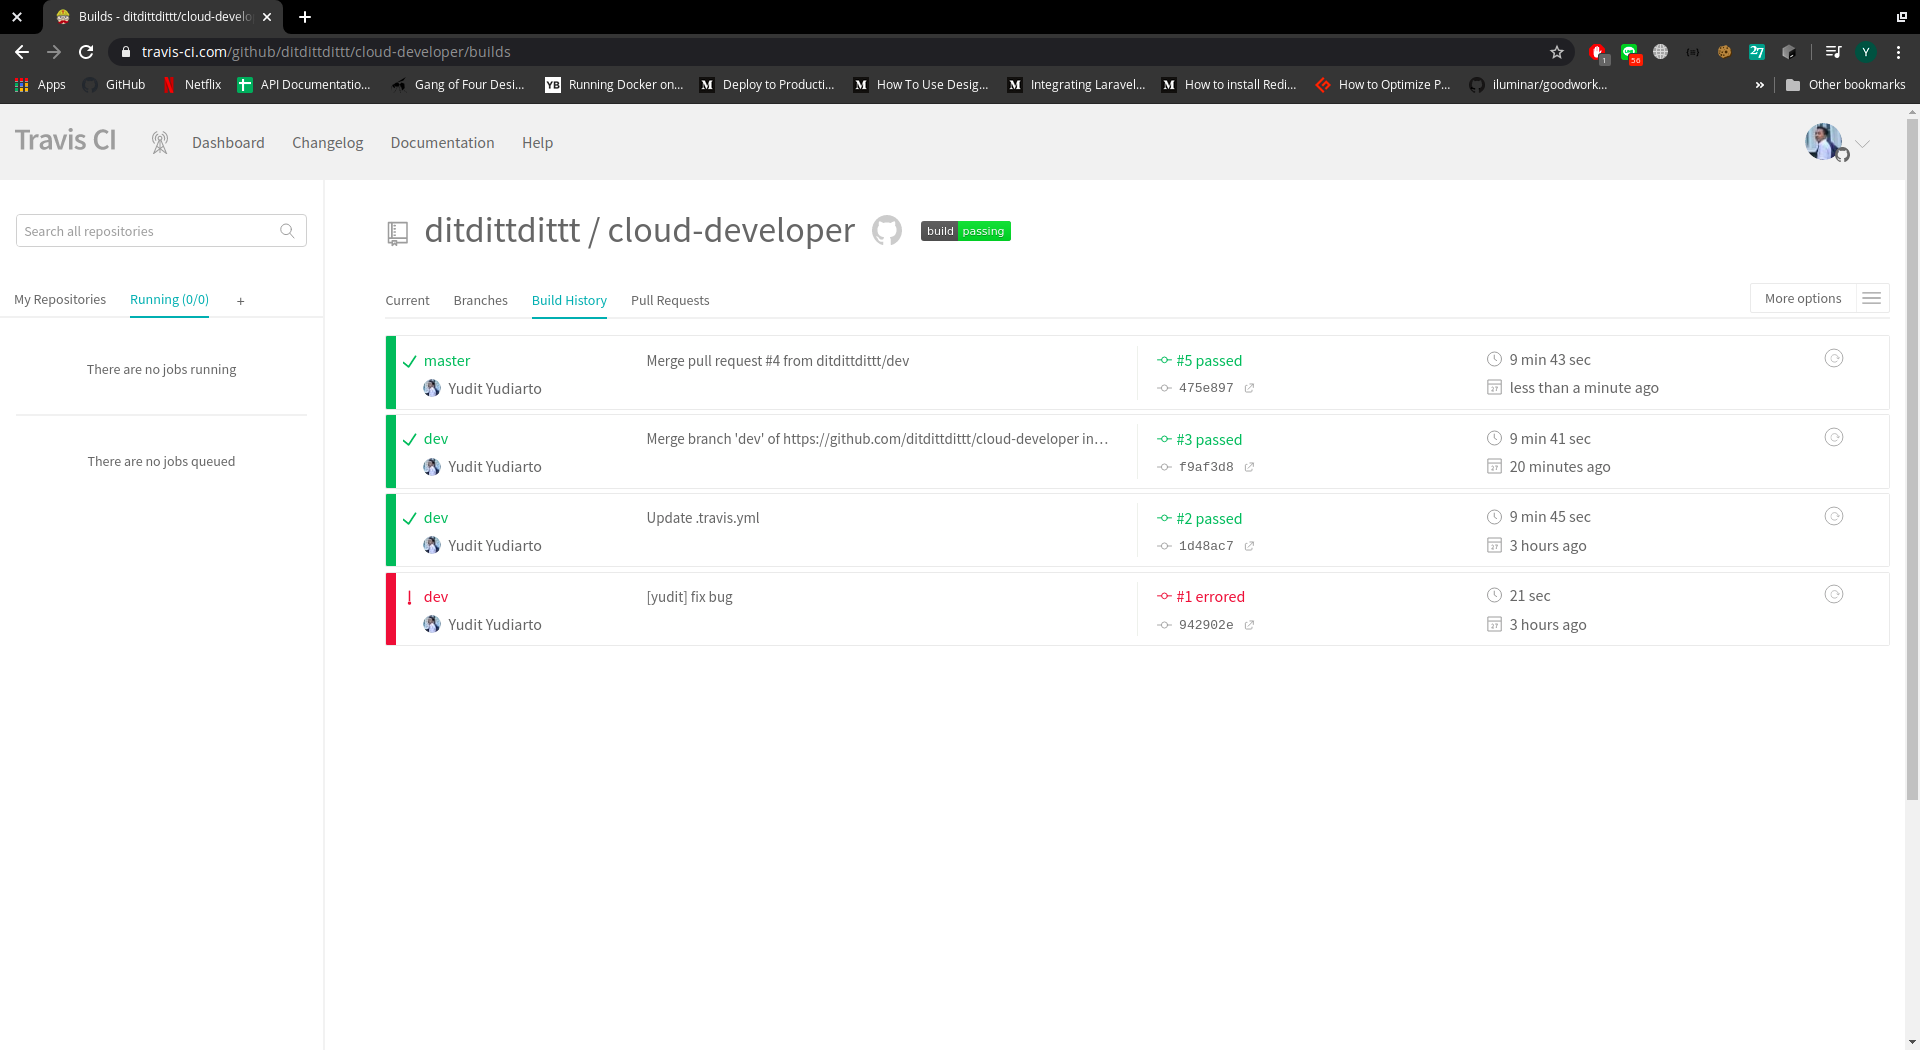 Builds - ditdittdittt/cloud-develo
travis-ci.com/github/ditdittdittt/cloud-developer/builds
1
56
27
Y
Apps
GitHub
Netflix
API Documentatio...
Gang of Four Desi...
YB
Running Docker on...
Deploy to Producti...
How To Use Desig...
Integrating Laravel...
How to install Redi...
How to Optimize P...
iluminar/goodwork...
»
Other bookmarks
Travis CI
Dashboard
Changelog
Documentation
Help
Search all repositories
My Repositories
Running (0/0)
+
There are no jobs running
There are no jobs queued
ditdittdittt / cloud-developer
build passing
Current
Branches
Build History
Pull Requests
More options
master
Merge pull request #4 from ditdittdittt/dev
#5 passed
9 min 43 sec
Yudit Yudiarto
475e897
less than a minute ago
dev
Merge branch 'dev' of https://github.com/ditdittdittt/cloud-developer in…
#3 passed
9 min 41 sec
Yudit Yudiarto
f9af3d8
20 minutes ago
dev
Update .travis.yml
#2 passed
9 min 45 sec
Yudit Yudiarto
1d48ac7
3 hours ago
dev
[yudit] fix bug
#1 errored
21 sec
Yudit Yudiarto
942902e
3 hours ago